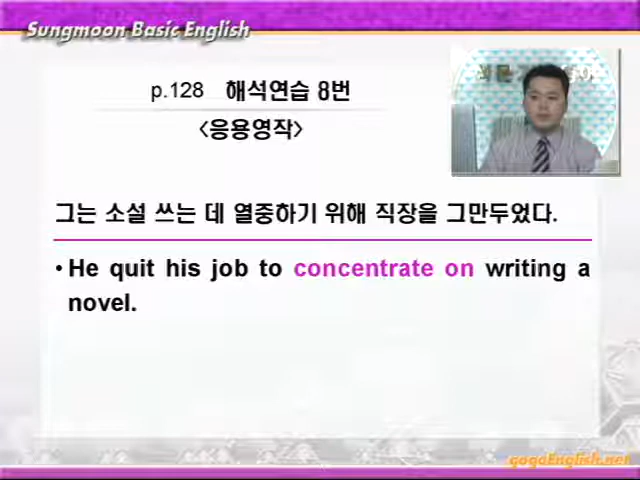 Sungmoon Basic English
p.128 해석연습 8번
<응용영작>
그는 소설 쓰는 데 열중하기 위해 직장을 그만두었다.
• He quit his job to concentrate on writing a
novel.
gogoEnglish.net